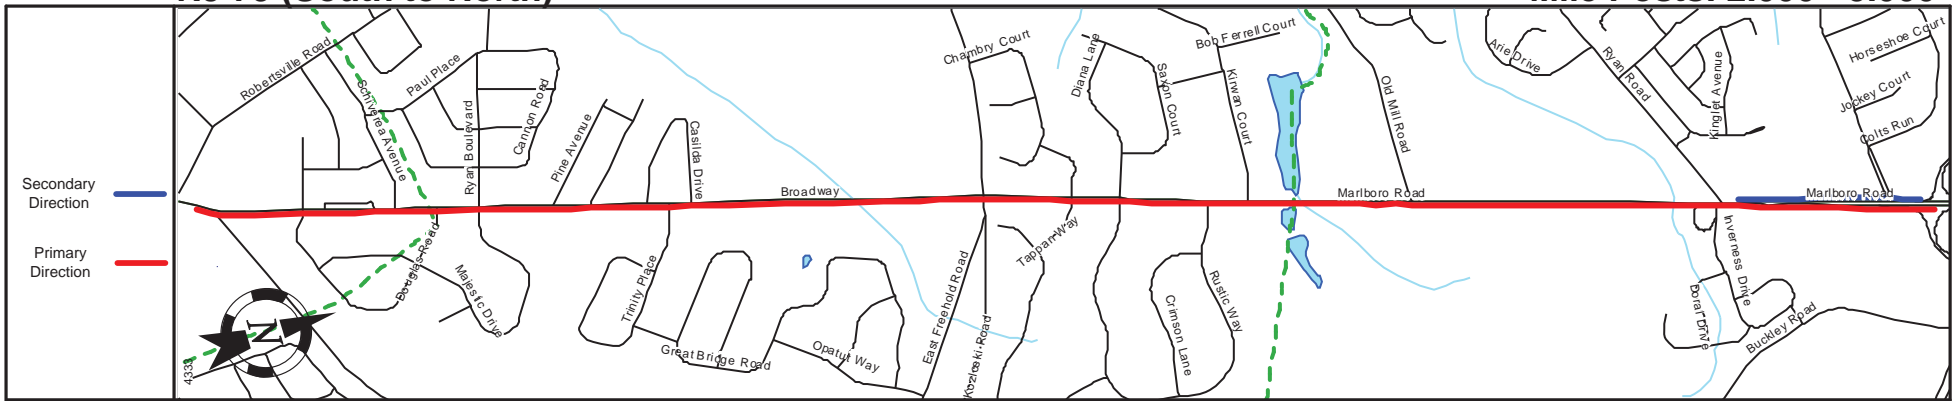 Secondary
Direction
Primary
Direction
Robertsville Road
Schiverea Avenue
Paul Place
Ryan Boulevard
Cannon Road
Pine Avenue
Casilda Drive
Broadway
Chambry Court
Diana Lane
Saxon Court
Bob Ferrell Court
Kirwan Court
Old Mill Road
Marlboro Road
Arie Drive
Ryan Road
Kinglet Avenue
Horseshoe Court
Jockey Court
Colts Run
Marlboro Road
Douglas Road
Majestic Drive
Trinity Place
Great Bridge Road
Opatut Way
East Freehold Road
Kozloski Road
Tappan Way
Crimson Lane
Rustic Way
Inverness Drive
Doral Drive
Buckley Road
N
4333